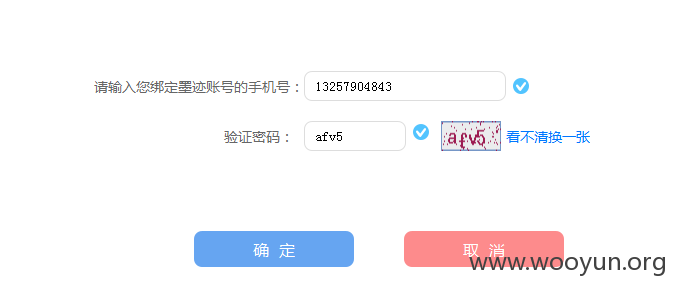 请输入您绑定墨迹账号的手机号： 13257904843
验证密码： afv5 afv5 看不清换一张
确 定 取 消
www.wooyun.org